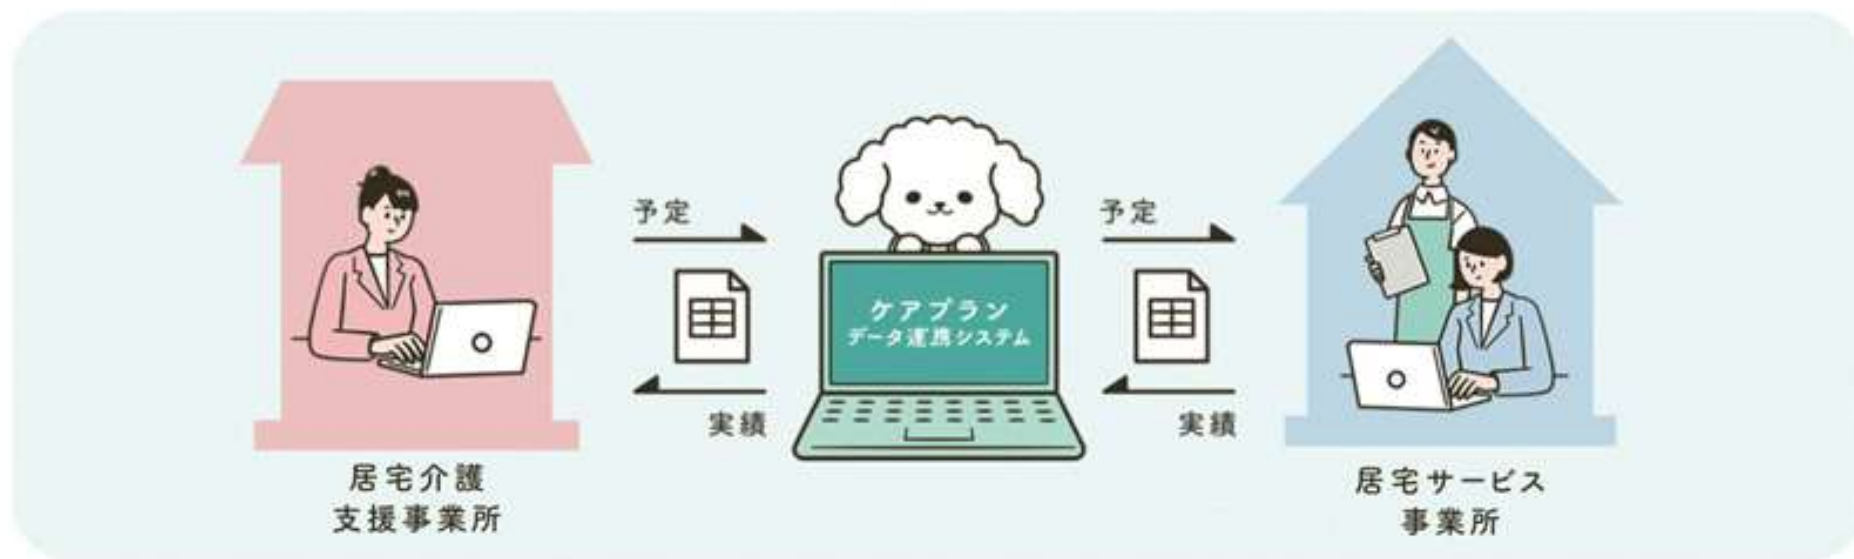 予定
実績
居宅介護
支援事業所
ケアプラン
データ連携システム
予定
実績
居宅サービス
事業所